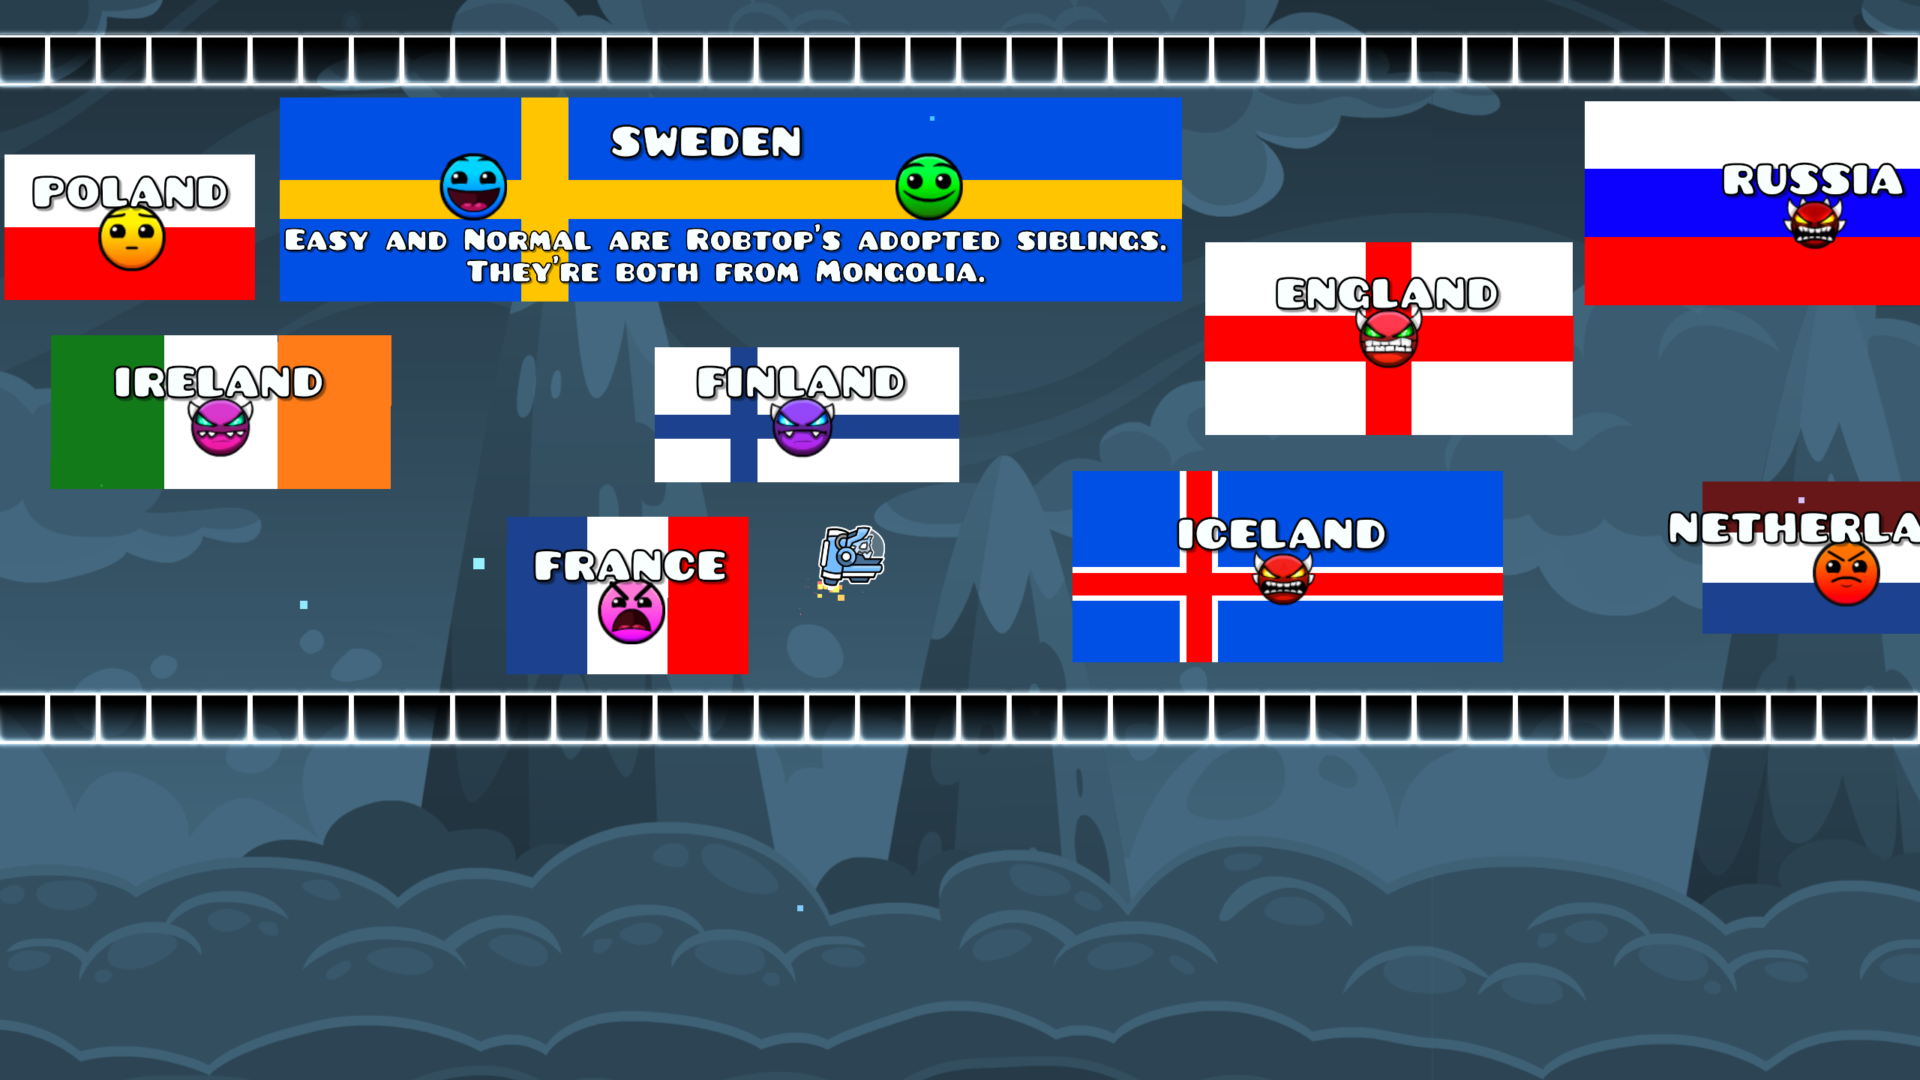 POLAND
SWEDEN
EASY AND NORMAL ARE ROBTOP'S ADOPTED SIBLINGS.
THEY'RE BOTH FROM MONGOLIA.
RUSSIA
ENGLAND
IRELAND
FINLAND
FRANCE
ICELAND
NETHERLA